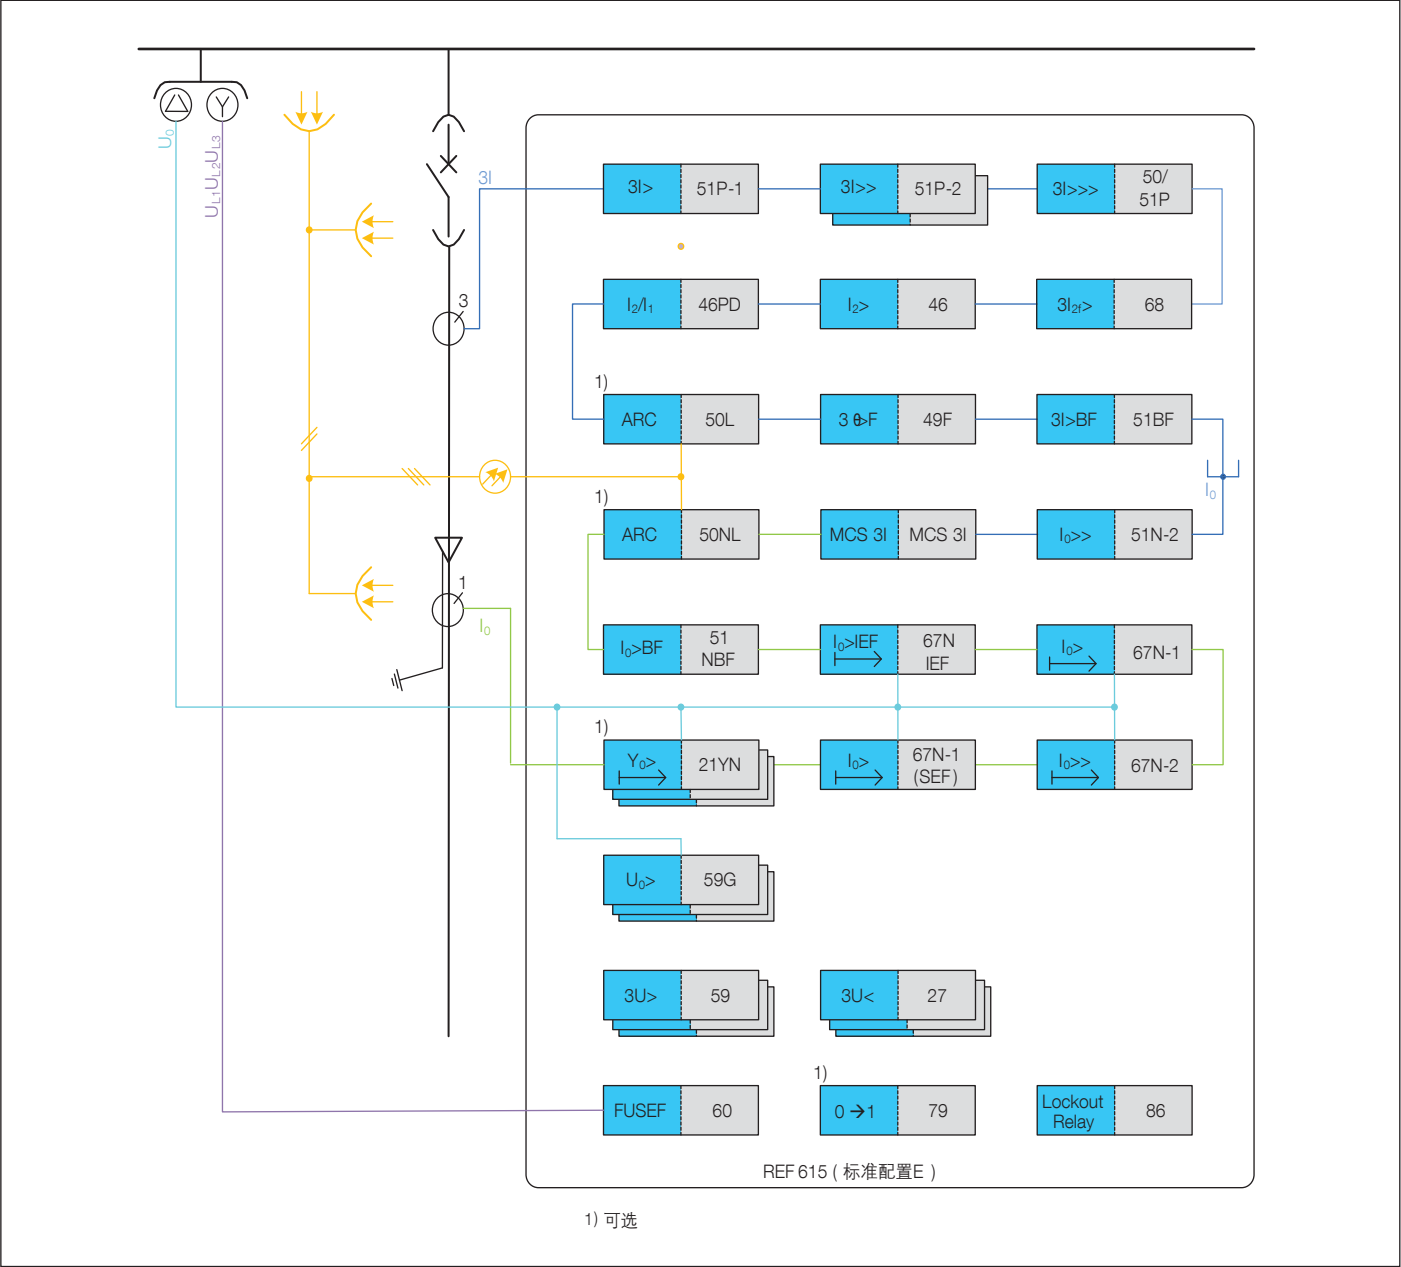 U₀
U_L1 U_L2 U_L3
3I
3I> 51P-1
3I>> 51P-2
3I>>> 50/
51P
I₂/I₁ 46PD
I₂> 46
3I₂f> 68
3
1)
ARC 50L
3 θ>F 49F
3I>BF 51BF
I₀
1)
ARC 50NL
MCS 3I MCS 3I
I₀>> 51N-2
1
I₀
I₀>BF 51
NBF
I₀>IEF 67N
IEF
I₀> 67N-1
1)
Y₀> 21YN
I₀> 67N-1
(SEF)
I₀>> 67N-2
U₀> 59G
3U> 59
3U< 27
FUSEF 60
1)
0→1 79
Lockout
Relay 86
REF 615 ( 标准配置E )
1) 可选